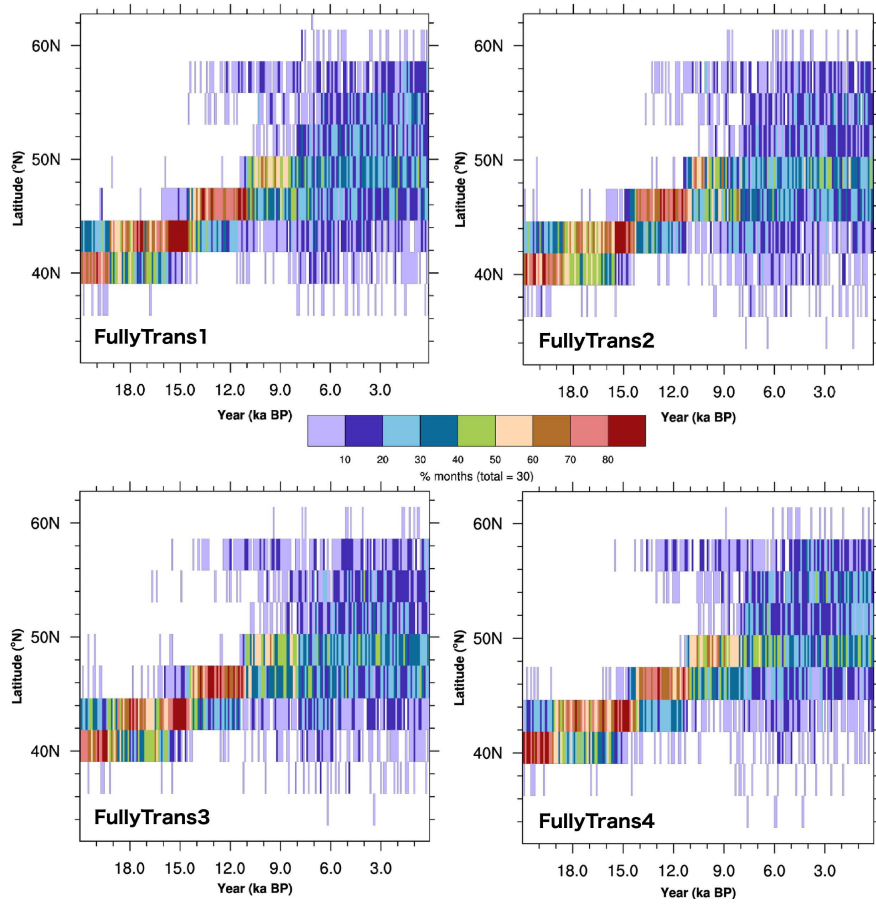 60N
50N
40N
Latitude (°N)
FullyTrans1
18.0 15.0 12.0 9.0 6.0 3.0
Year (ka BP)
60N
50N
40N
Latitude (°N)
FullyTrans2
18.0 15.0 12.0 9.0 6.0 3.0
Year (ka BP)
10 20 30 40 50 60 70 80
% months (total = 30)
60N
50N
40N
Latitude (°N)
FullyTrans3
18.0 15.0 12.0 9.0 6.0 3.0
Year (ka BP)
60N
50N
40N
Latitude (°N)
FullyTrans4
18.0 15.0 12.0 9.0 6.0 3.0
Year (ka BP)